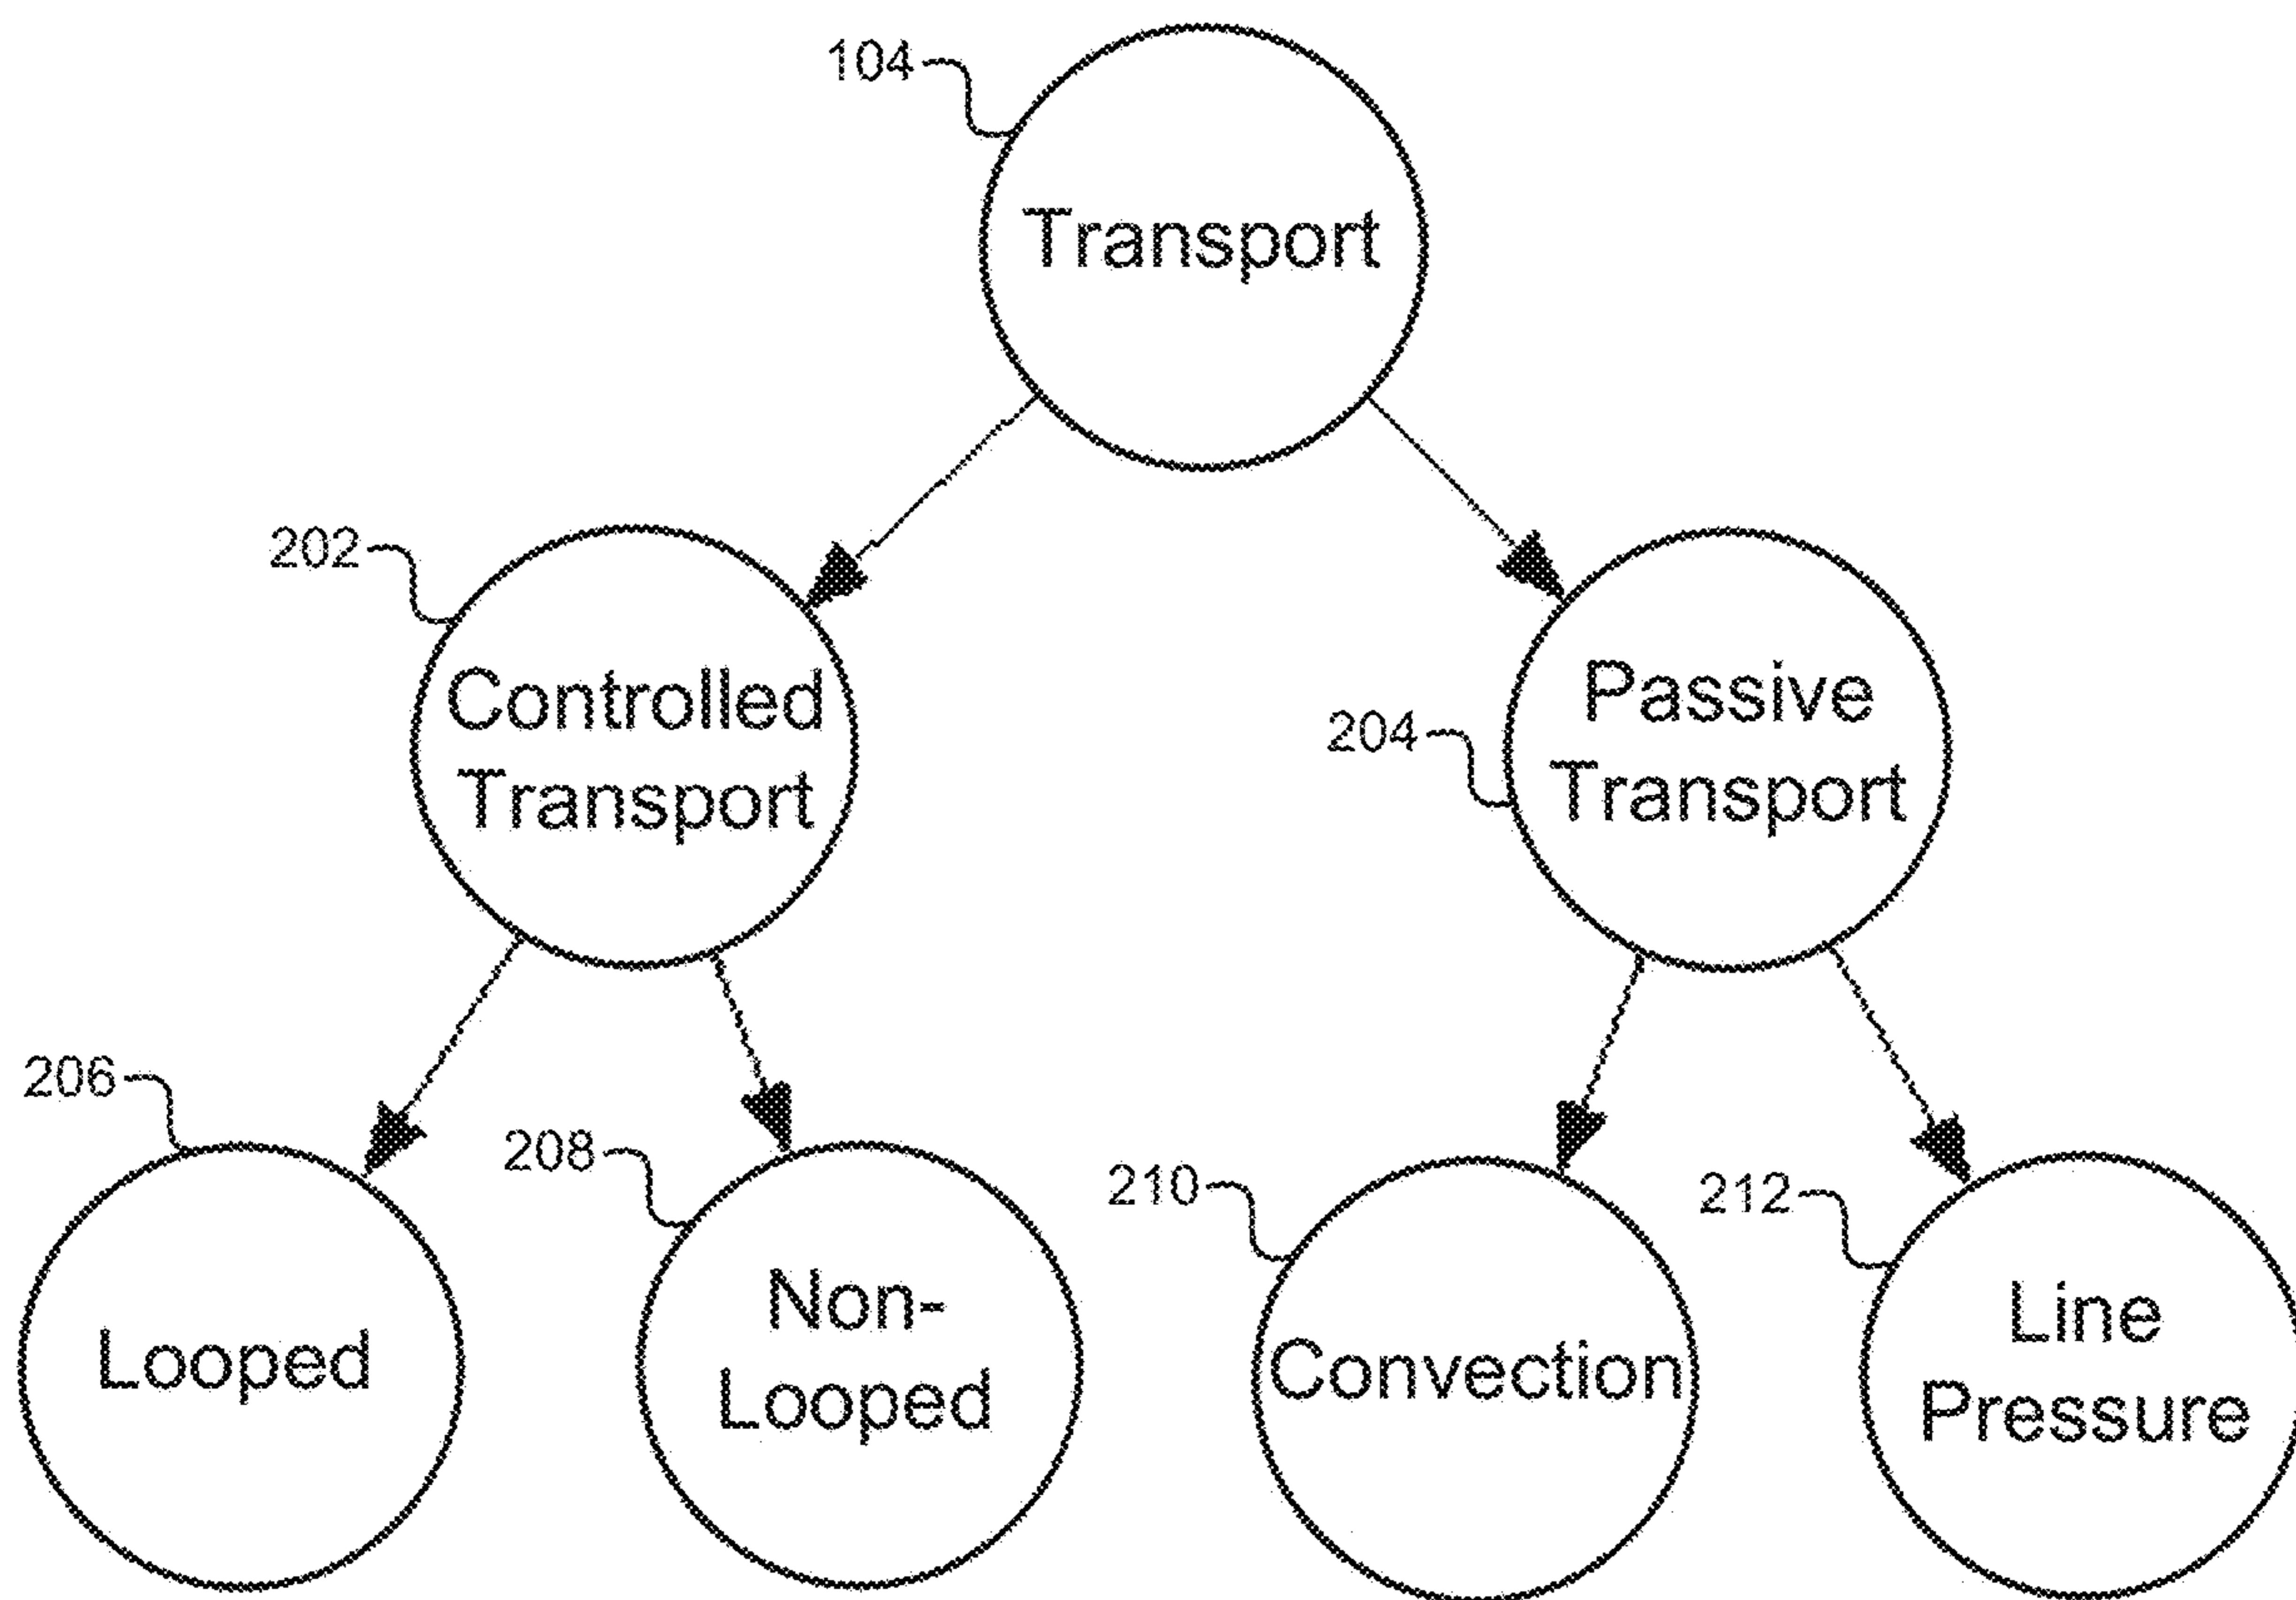 104
Transport
202
Controlled
Transport
204
Passive
Transport
206
Looped
208
Non-
Looped
210
Convection
212
Line
Pressure